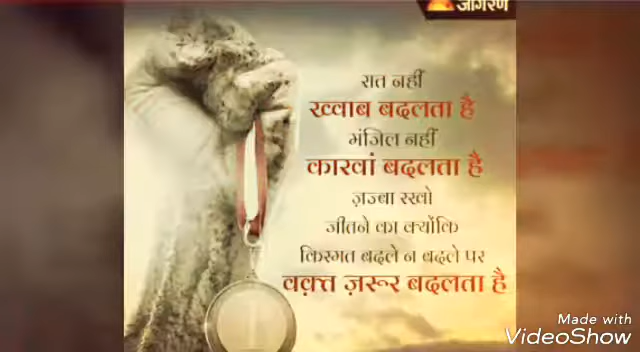 जागरण
रात नहीं
ख्वाब बदलता है
मंजिल नहीं
कारवां बदलता है
ज़ज्बा रखो
जीतने का क्योंकि
किस्मत बदले न बदले पर
वक़्त ज़रूर बदलता है
Made with
VideoShow